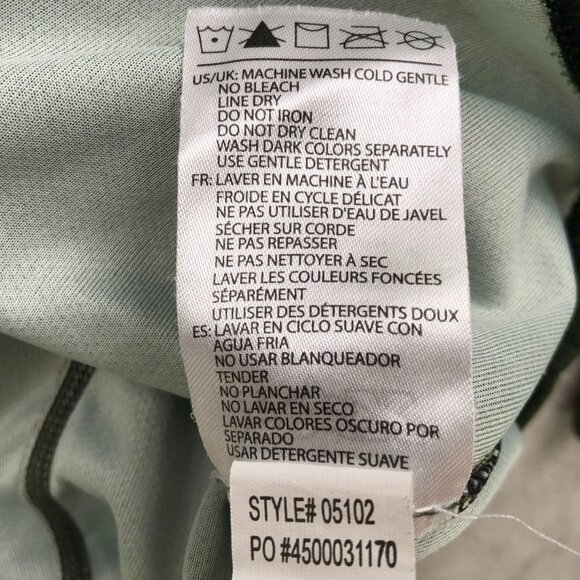 US/UK: MACHINE WASH COLD GENTLE
NO BLEACH
LINE DRY
DO NOT IRON
DO NOT DRY CLEAN
WASH DARK COLORS SEPARATELY
USE GENTLE DETERGENT
FR: LAVER EN MACHINE À L'EAU
FROIDE EN CYCLE DÉLICAT
NE PAS UTILISER D'EAU DE JAVEL
SÉCHER SUR CORDE
NE PAS REPASSER
NE PAS NETTOYER À SEC
LAVER LES COULEURS FONCÉES
SÉPARÉMENT
UTILISER DES DÉTERGENTS DOUX
ES: LAVAR EN CICLO SUAVE CON
AGUA FRIA
NO USAR BLANQUEADOR
TENDER
NO PLANCHAR
NO LAVAR EN SECO
LAVAR COLORES OSCURO POR
SEPARADO
USAR DETERGENTE SUAVE
STYLE# 05102
PO #4500031170